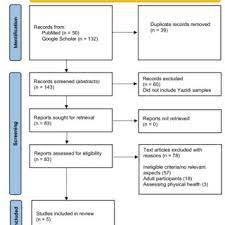 Identification
Records from:
PubMed (n = 50)
Google Scholar (n = 132)
Duplicate records removed
(n = 39)
Screening
Records screened (abstracts)
(n = 143)
Records excluded
(n = 60)
Did not include Yazidi samples
Reports sought for retrieval
(n = 83)
Reports not retrieved
(n = 0)
Reports assessed for eligibility
(n = 83)
Text articles excluded with
reasons (n = 78)
Ineligible criteria/no relevant
aspects (57)
Adult participants (18)
Assessing physical health (3)
Included
Studies included in review
(n = 5)